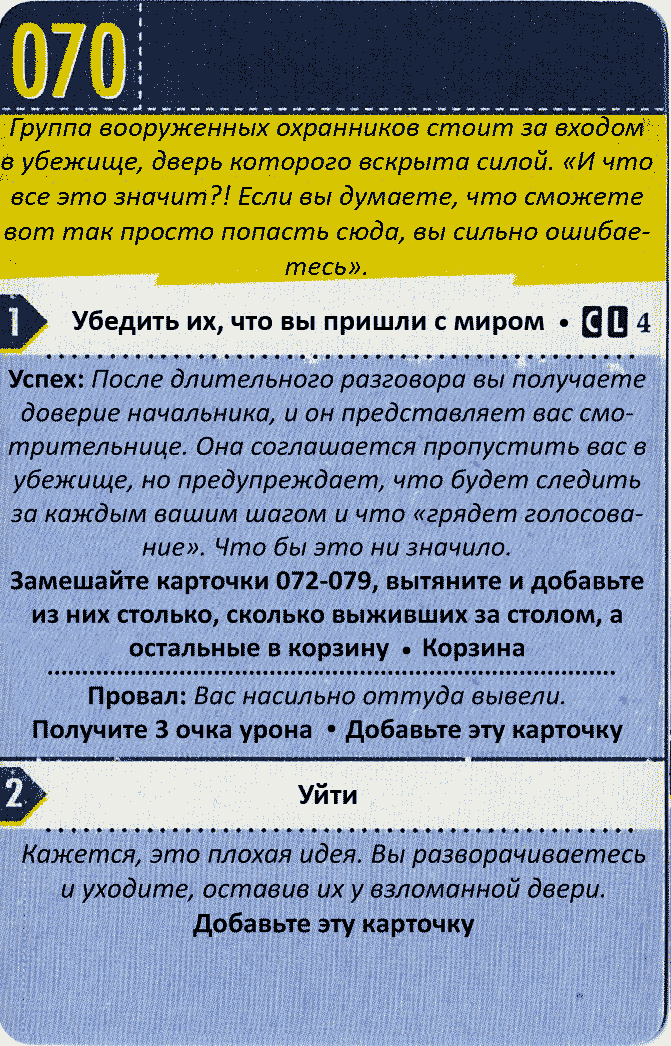 070
Группа вооруженных охранников стоит за входом
в убежище, дверь которого вскрыта силой. «И что
все это значит?! Если вы думаете, что сможете
вот так просто попасть сюда, вы сильно ошибае-
тесь».
1 Убедить их, что вы пришли с миром • C L 4
Успех: После длительного разговора вы получаете
доверие начальника, и он представляет вас смо-
трительнице. Она соглашается пропустить вас в
убежище, но предупреждает, что будет следить
за каждым вашим шагом и что «грядет голосова-
ние». Что бы это ни значило.
Замешайте карточки 072-079, вытяните и добавьте
из них столько, сколько выживших за столом, а
остальные в корзину • Корзина
Провал: Вас насильно оттуда вывели.
Получите 3 очка урона • Добавьте эту карточку
2 Уйти
Кажется, это плохая идея. Вы разворачиваетесь
и уходите, оставив их у взломанной двери.
Добавьте эту карточку